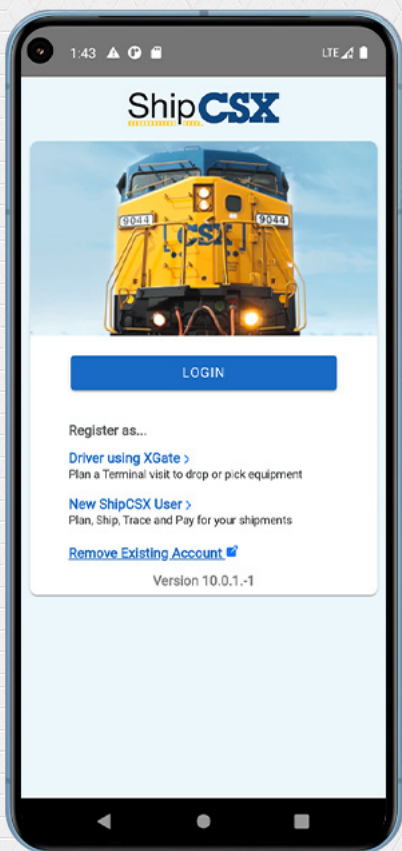 1:43
LTE
ShipCSX
9044
9044
CSX
LOGIN
Register as...
Driver using XGate >
Plan a Terminal visit to drop or pick equipment
New ShipCSX User >
Plan, Ship, Trace and Pay for your shipments
Remove Existing Account
Version 10.0.1.-1